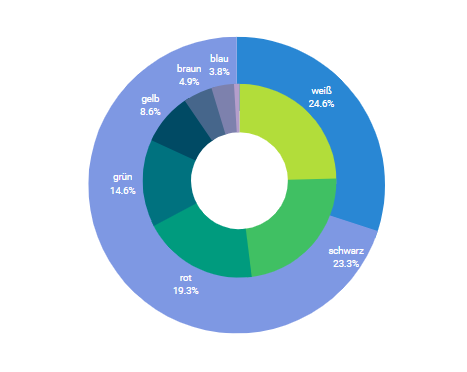 blau
3.8%
braun
4.9%
weiß
24.6%
gelb
8.6%
grün
14.6%
schwarz
23.3%
rot
19.3%